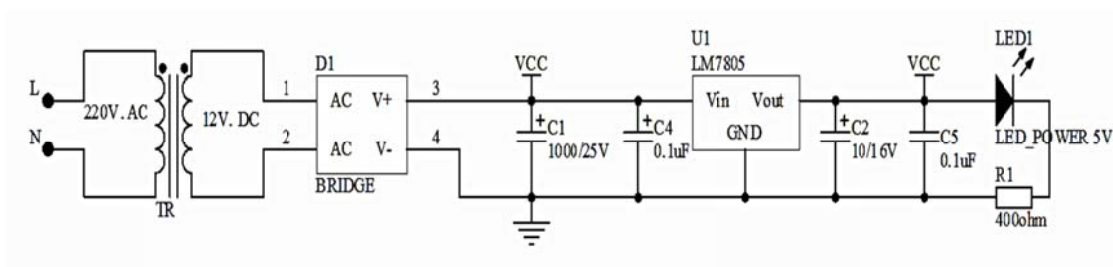 L
N
220V. AC
TR
12V. DC
1
2
D1
AC V+
AC V-
BRIDGE
3
4
VCC
C1
1000/25V
C4
0.1uF
U1
LM7805
Vin Vout
GND
C2
10/16V
VCC
C5
0.1uF
LED1
LED_POWER 5V
R1
400ohm